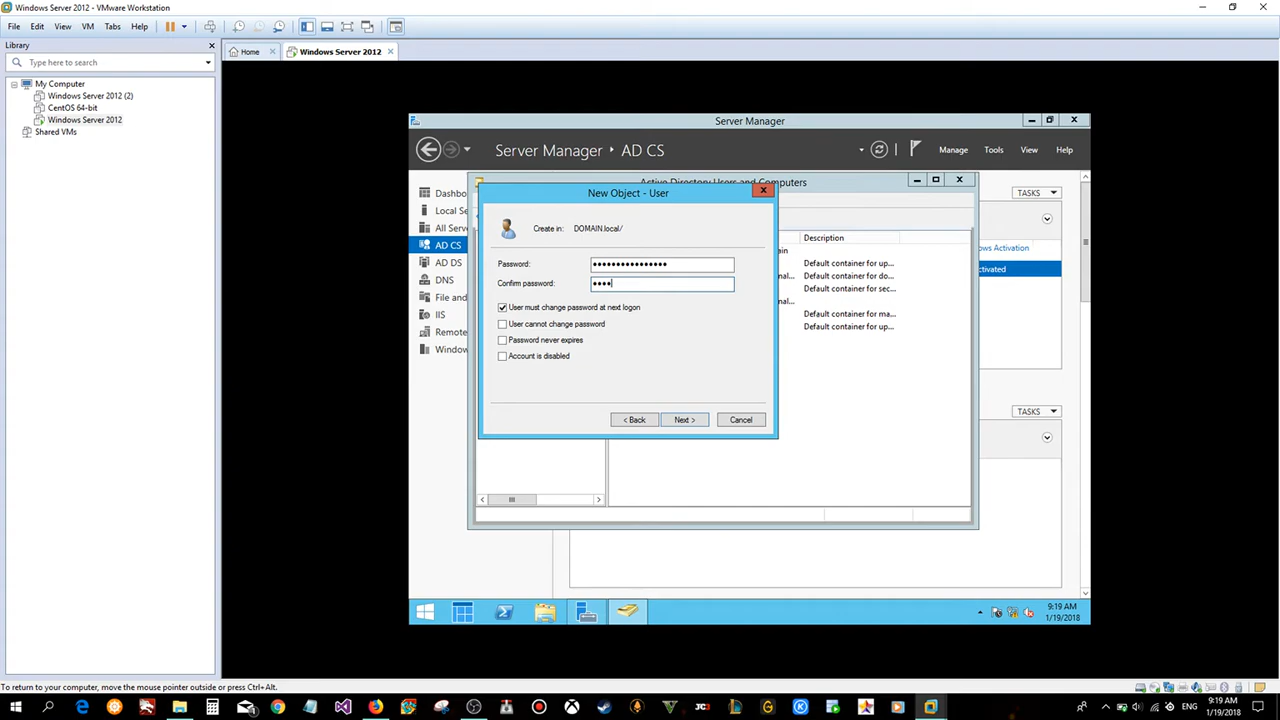 Windows Server 2012 - VMware Workstation
File Edit View VM Tabs Help
Library
Type here to search
My Computer
Windows Server 2012 (2)
CentOS 64-bit
Windows Server 2012
Shared VMs
Home
Windows Server 2012
Server Manager
Server Manager ‣ AD CS
Manage Tools View Help
Dashbo
Local Se
All Serve
AD CS
AD DS
DNS
File and
IIS
Remote
Window
Active Directory Users and Computers
TASKS
Description
ows Activation
ctivated
Default container for up...
Default container for do...
Default container for sec...
Default container for ma...
Default container for up...
TASKS
New Object - User
Create in: DOMAIN.local/
Password: ••••••••••••••••
Confirm password: ••••
User must change password at next logon
User cannot change password
Password never expires
Account is disabled
< Back Next > Cancel
9:19 AM
1/19/2018
To return to your computer, move the mouse pointer outside or press Ctrl+Alt.
ENG
9:19 AM
1/19/2018